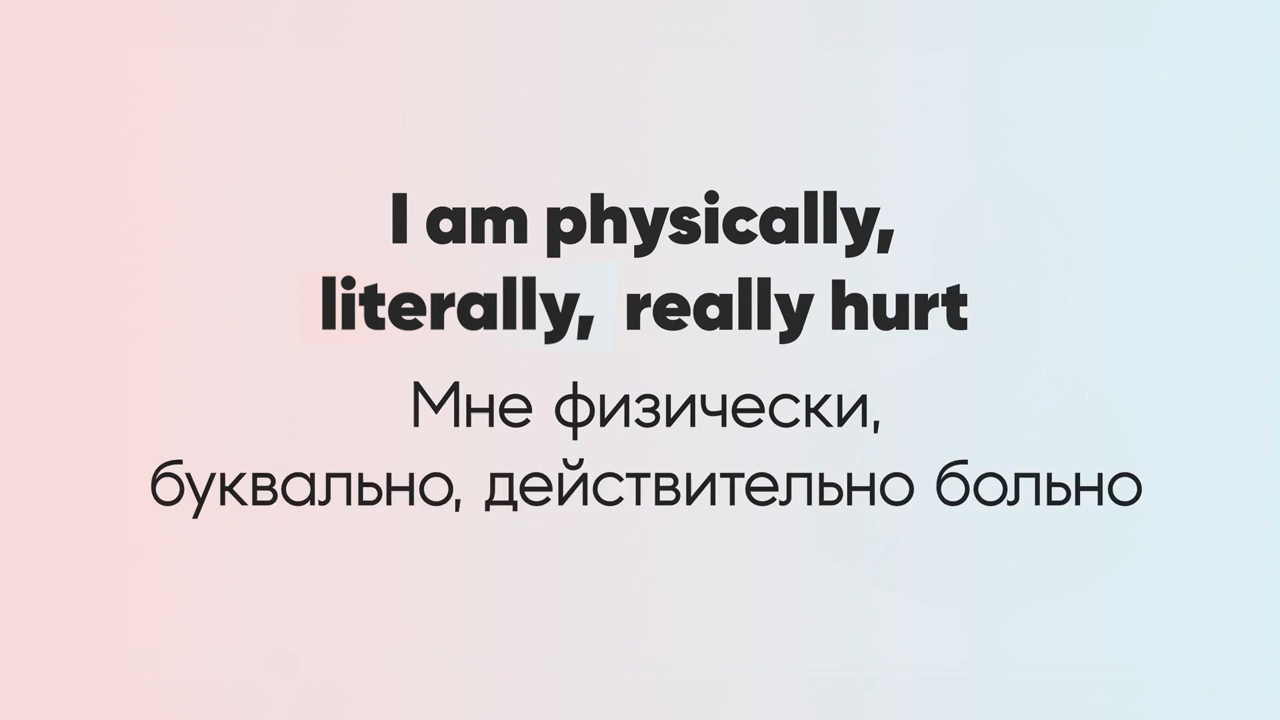 I am physically,
literally, really hurt
Мне физически,
буквально, действительно больно